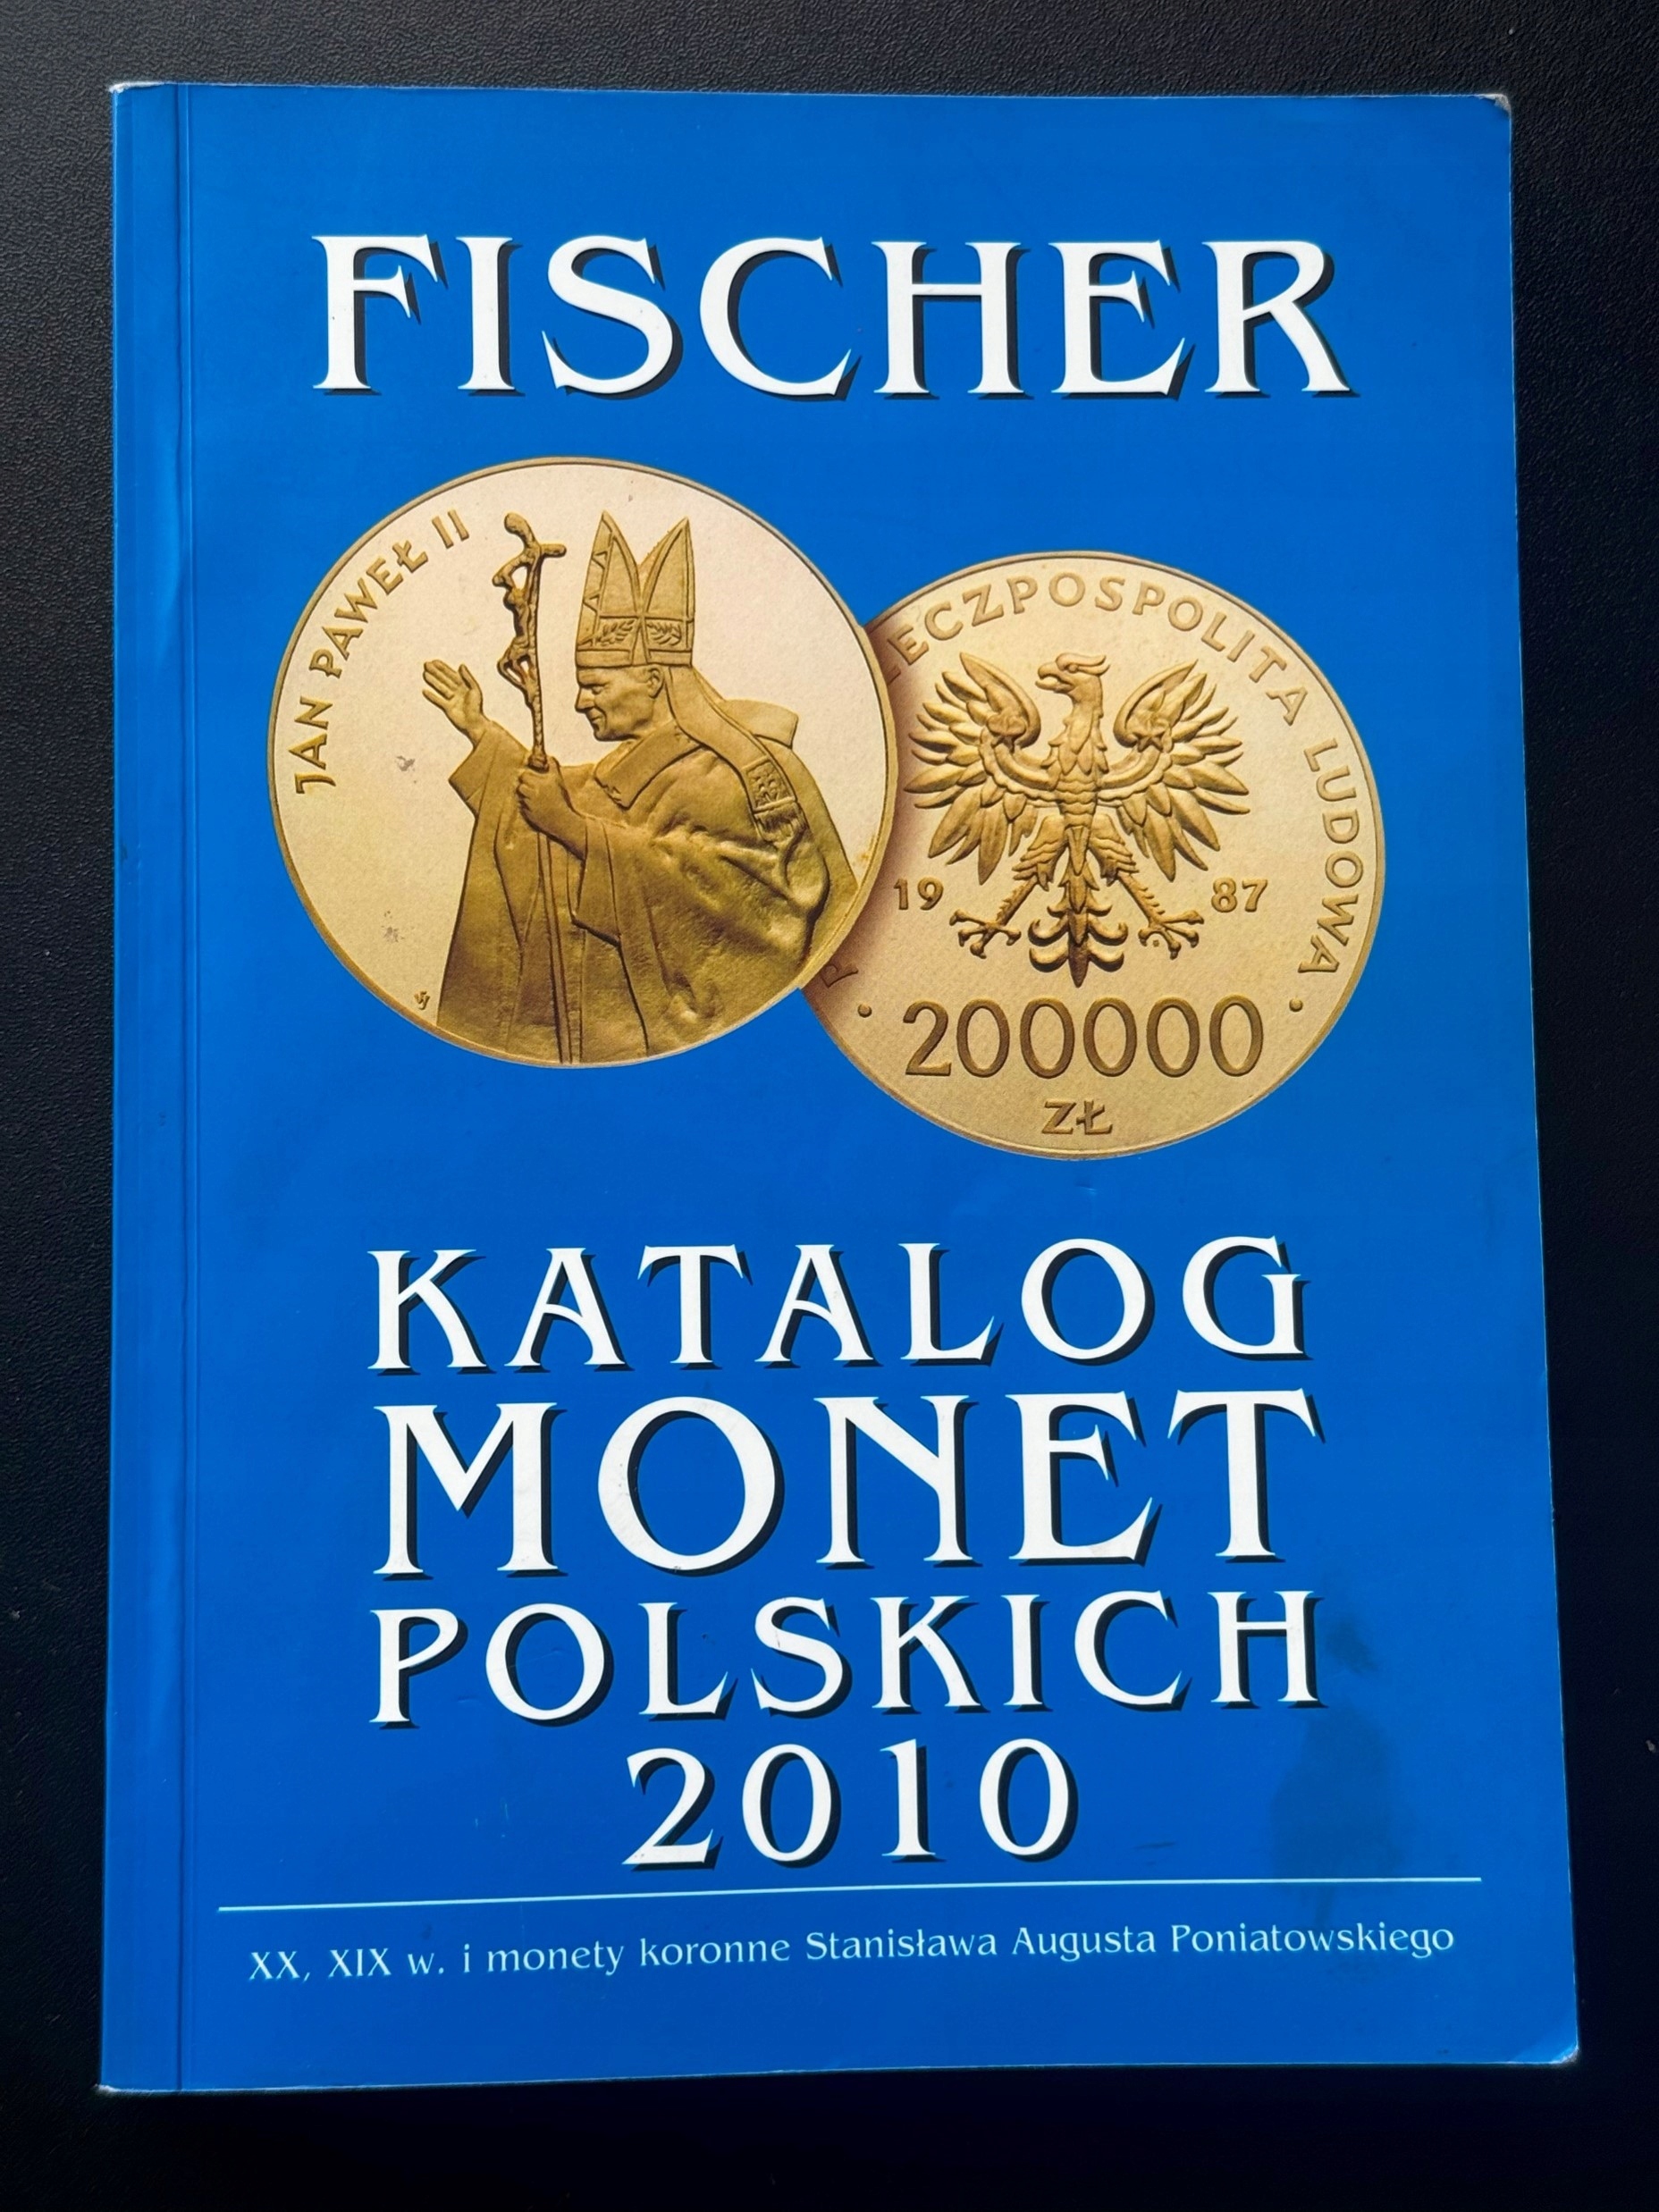 FISCHER
JAN PAWEŁ II
RZECZPOSPOLITA LUDOWA
19 87
200000
ZŁ
KATALOG
MONET
POLSKICH
2010
XX, XIX w. i monety koronne Stanisława Augusta Poniatowskiego